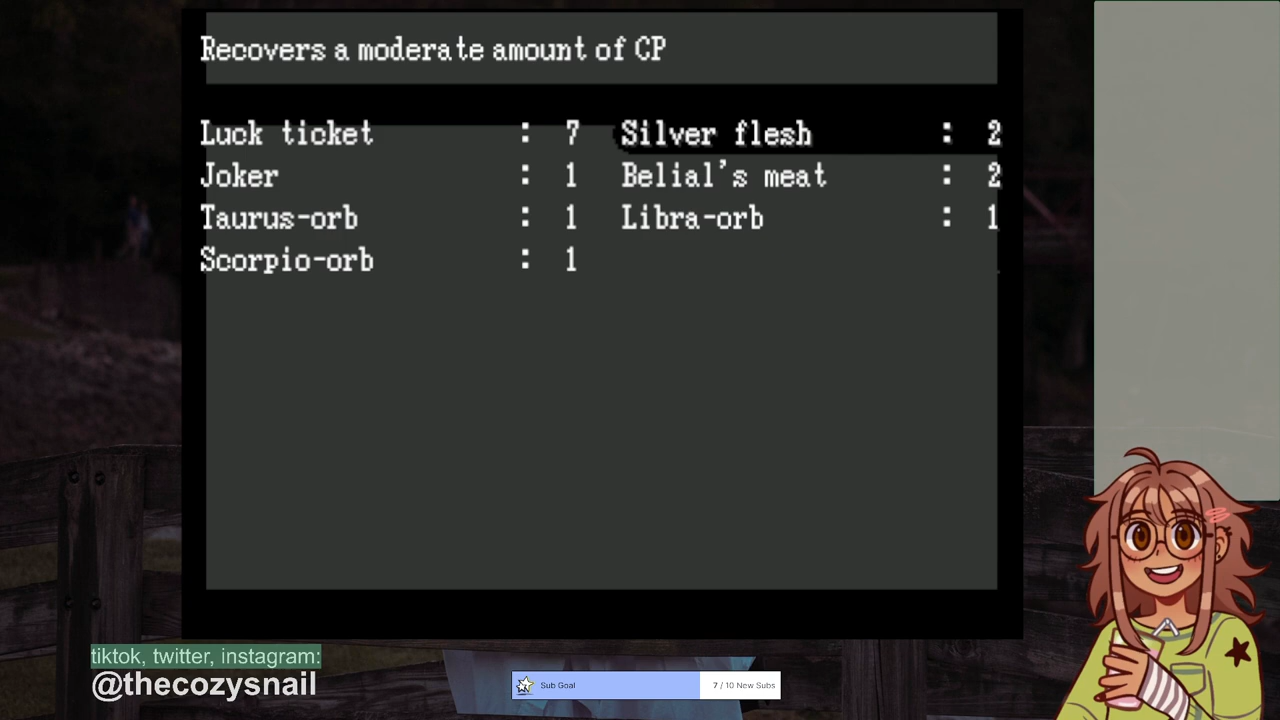 Recovers a moderate amount of CP
Luck ticket : 7 Silver flesh : 2
Joker : 1 Belial's meat : 2
Taurus-orb : 1 Libra-orb : 1
Scorpio-orb : 1
tiktok, twitter, instagram:
@thecozysnail
Sub Goal 7 / 10 New Subs